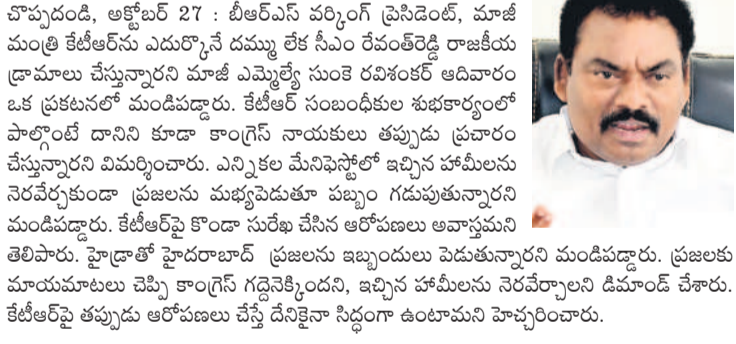 చొప్పదండి, అక్టోబర్ 27 : బీఆర్ఎస్ వర్కింగ్ ప్రెసిడెంట్, మాజీ
మంత్రి కేటీఆర్‌ను ఎదుర్కొనే దమ్ము లేక సీఎం రేవంత్‌రెడ్డి రాజకీయ
డ్రామాలు చేస్తున్నారని మాజీ ఎమ్మెల్యే సుంకె రవిశంకర్ ఆదివారం
ఒక ప్రకటనలో మండిపడ్డారు. కేటీఆర్ సంబంధీకుల శుభకార్యంలో
పాల్గొంటే దానిని కూడా కాంగ్రెస్ నాయకులు తప్పుడు ప్రచారం
చేస్తున్నారని విమర్శించారు. ఎన్నికల మేనిఫెస్టోలో ఇచ్చిన హామీలను
నెరవేర్చకుండా ప్రజలను మభ్యపెడుతూ పబ్బం గడుపుతున్నారని
మండిపడ్డారు. కేటీఆర్‌పై కొండా సురేఖ చేసిన ఆరోపణలు అవాస్తమని
తెలిపారు. హైడ్రాతో హైదరాబాద్ ప్రజలను ఇబ్బందులు పెడుతున్నారని మండిపడ్డారు. ప్రజలకు
మాయమాటలు చెప్పి కాంగ్రెస్ గద్దెనెక్కిందని, ఇచ్చిన హామీలను నెరవేర్చాలని డిమాండ్ చేశారు.
కేటీఆర్‌పై తప్పుడు ఆరోపణలు చేస్తే దేనికైనా సిద్ధంగా ఉంటామని హెచ్చరించారు.